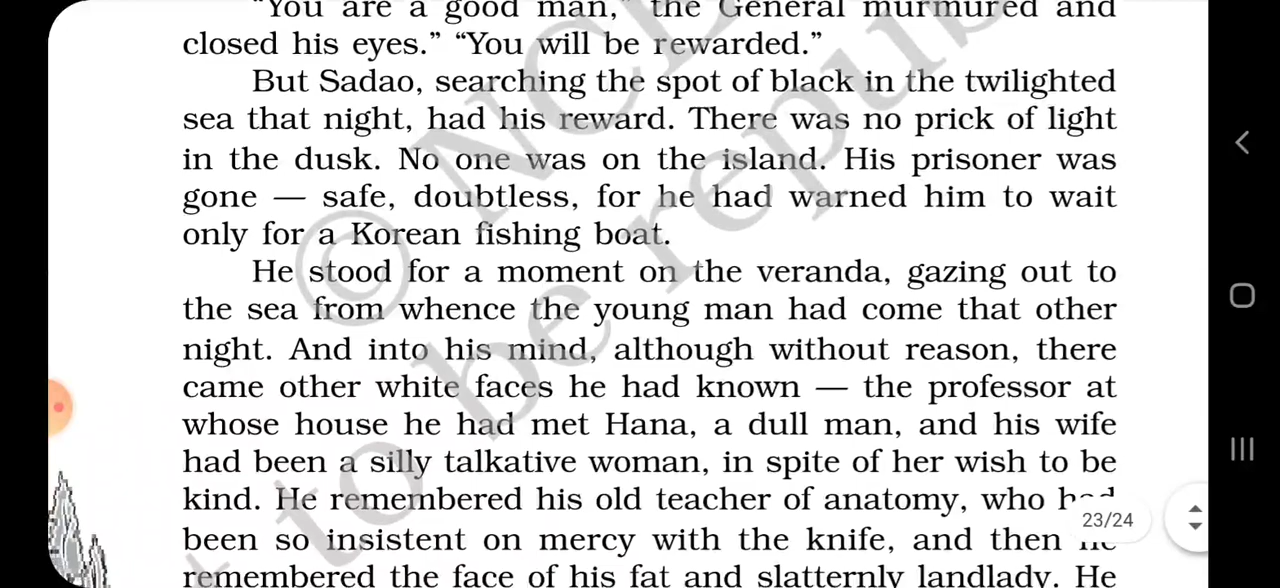 "You are a good man," the General murmured and
closed his eyes." "You will be rewarded."
But Sadao, searching the spot of black in the twilighted
sea that night, had his reward. There was no prick of light
in the dusk. No one was on the island. His prisoner was
gone — safe, doubtless, for he had warned him to wait
only for a Korean fishing boat.
He stood for a moment on the veranda, gazing out to
the sea from whence the young man had come that other
night. And into his mind, although without reason, there
came other white faces he had known — the professor at
whose house he had met Hana, a dull man, and his wife
had been a silly talkative woman, in spite of her wish to be
kind. He remembered his old teacher of anatomy, who had
23/24
been so insistent on mercy with the knife, and then he
remembered the face of his fat and slatternly landlady. He
© NCE
to be republ